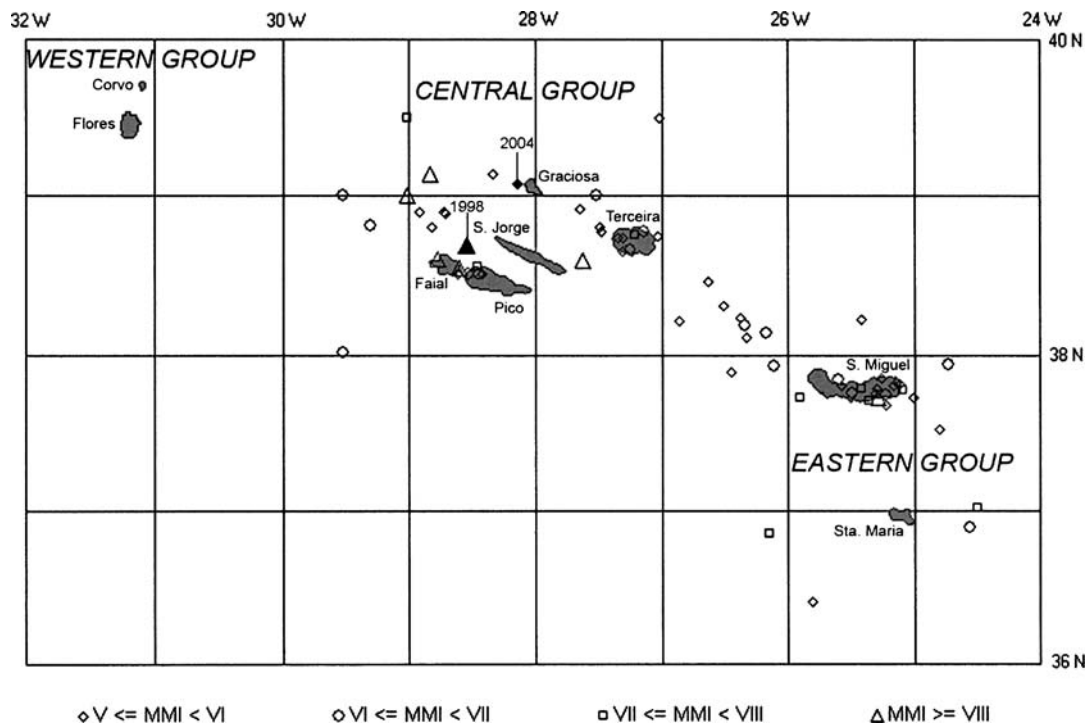 32 W 30 W 28 W 26 W 24 W
40 N
WESTERN GROUP
Corvo
Flores
CENTRAL GROUP
2004
Graciosa
1998
S. Jorge
Terceira
Faial
Pico
38 N
S. Miguel
EASTERN GROUP
Sta. Maria
36 N
V <= MMI < VI VI <= MMI < VII VII <= MMI < VIII MMI >= VIII